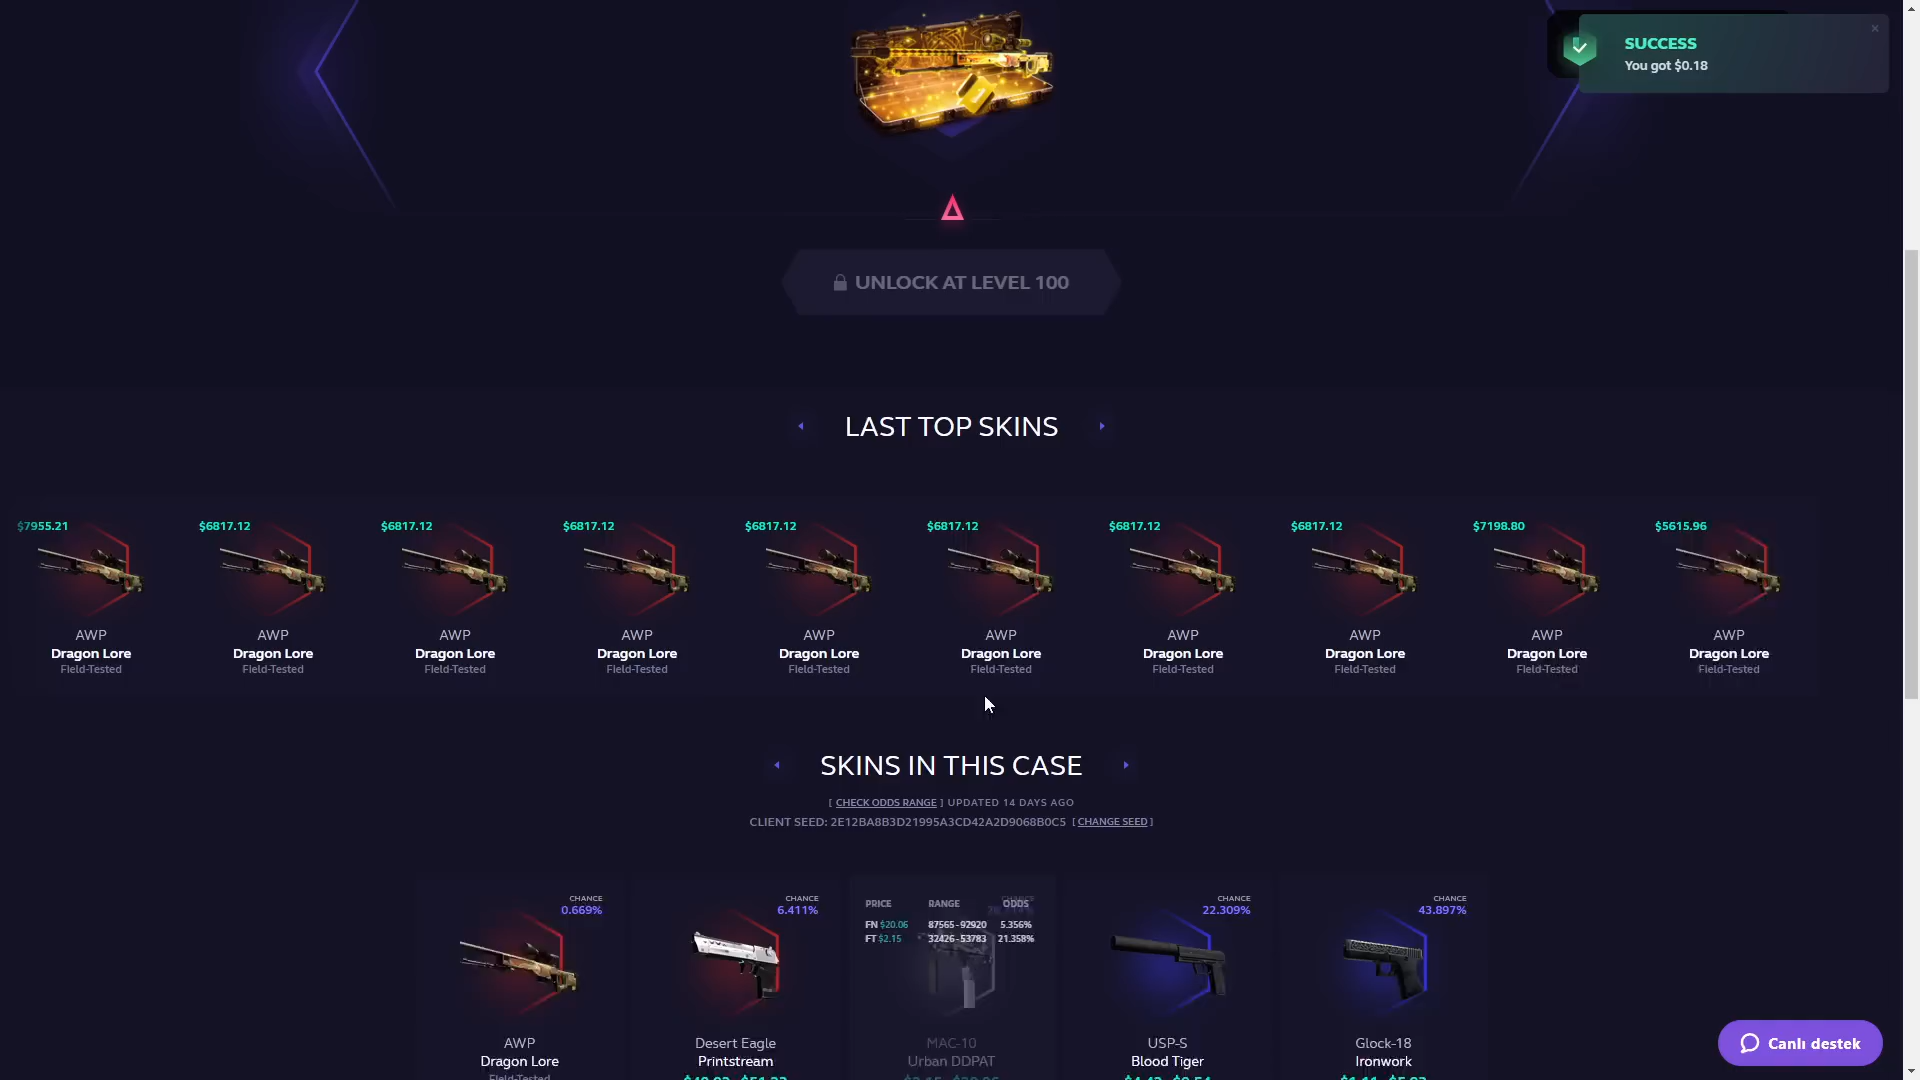 SUCCESS
You got $0.18
UNLOCK AT LEVEL 100
LAST TOP SKINS
$7955.21 $6817.12 $6817.12 $6817.12 $6817.12 $6817.12 $6817.12 $6817.12 $7198.80 $5615.96
AWP AWP AWP AWP AWP AWP AWP AWP AWP AWP
Dragon Lore Dragon Lore Dragon Lore Dragon Lore Dragon Lore Dragon Lore Dragon Lore Dragon Lore Dragon Lore Dragon Lore
Field-Tested Field-Tested Field-Tested Field-Tested Field-Tested Field-Tested Field-Tested Field-Tested Field-Tested Field-Tested
SKINS IN THIS CASE
[ CHECK ODDS RANGE ] UPDATED 14 DAYS AGO
CLIENT SEED: 2E12BA8B3D21995A3CD42A2D9068B0C5 [ CHANGE SEED ]
CHANCE
0.669%
AWP
Dragon Lore
Field-Tested
CHANCE
6.411%
Desert Eagle
Printstream
PRICE RANGE ODDS
FN $20.06 87565 - 92920 5.356%
FT $2.15 32426 - 53783 21.358%
MAC-10
Urban DDPAT
CHANCE
22.309%
USP-S
Blood Tiger
CHANCE
43.897%
Glock-18
Ironwork
Canlı destek